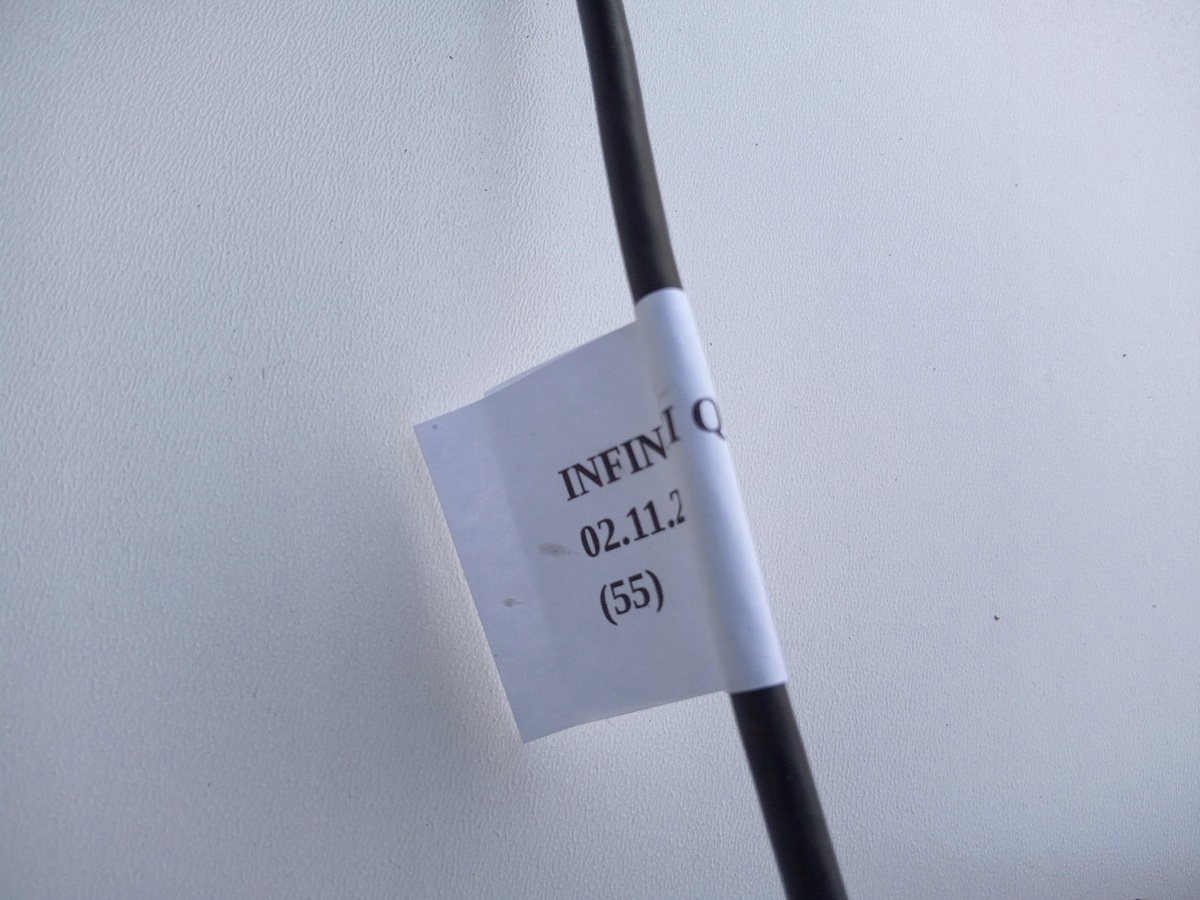 INFINI Q
02.11.2
(55)